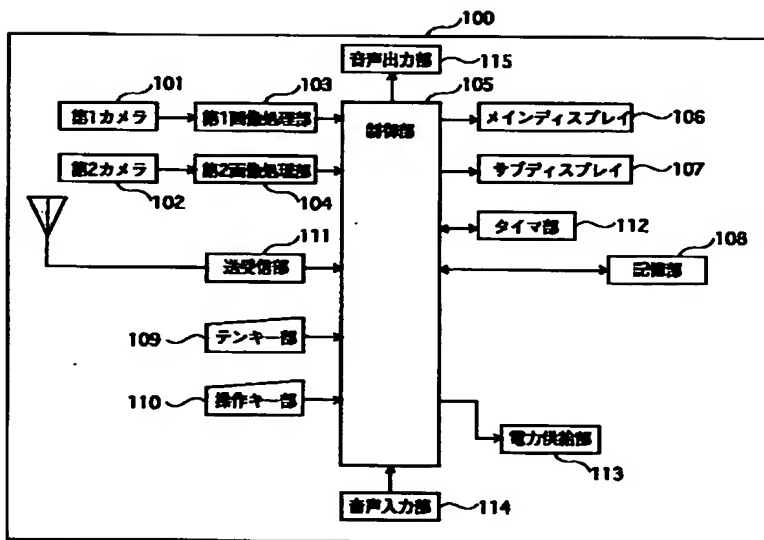 100
音声出力部
115
101
103
105
第1カメラ
第1画像処理部
制御部
メインディスプレイ
106
第2カメラ
第2画像処理部
サブディスプレイ
107
102
104
111
タイマ部
112
108
送受信部
記憶部
109
テンキー部
110
操作キー部
電力供給部
113
音声入力部
114